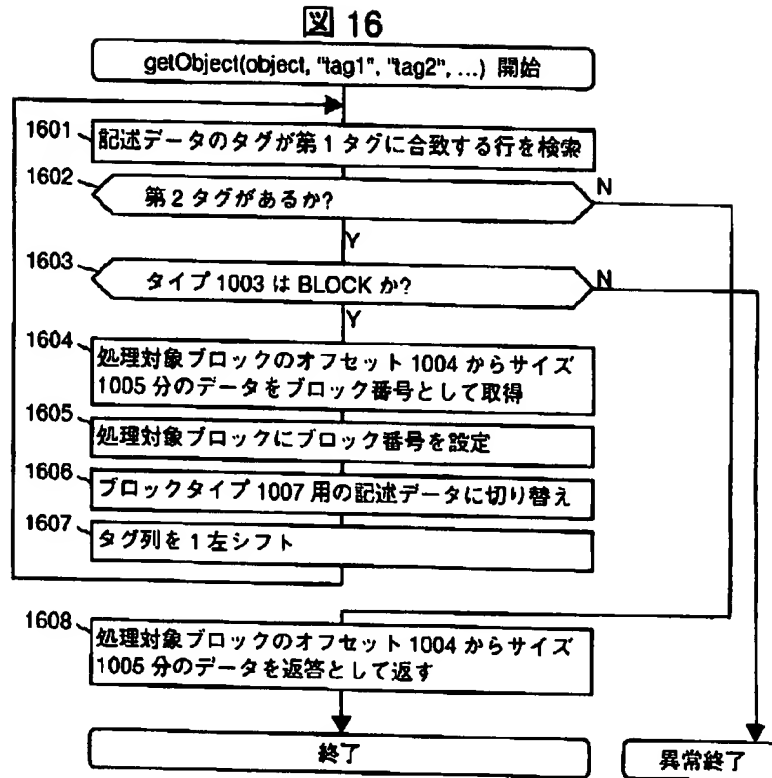 図 16
getObject(object, "tag1", "tag2", ...) 開始
1601
記述データのタグが第1タグに合致する行を検索
1602
第2タグがあるか?
N
Y
1603
タイプ 1003 は BLOCK か?
N
Y
1604
処理対象ブロックのオフセット 1004 からサイズ
1005 分のデータをブロック番号として取得
1605
処理対象ブロックにブロック番号を設定
1606
ブロックタイプ 1007 用の記述データに切り替え
1607
タグ列を1左シフト
1608
処理対象ブロックのオフセット 1004 からサイズ
1005 分のデータを返答として返す
終了
異常終了